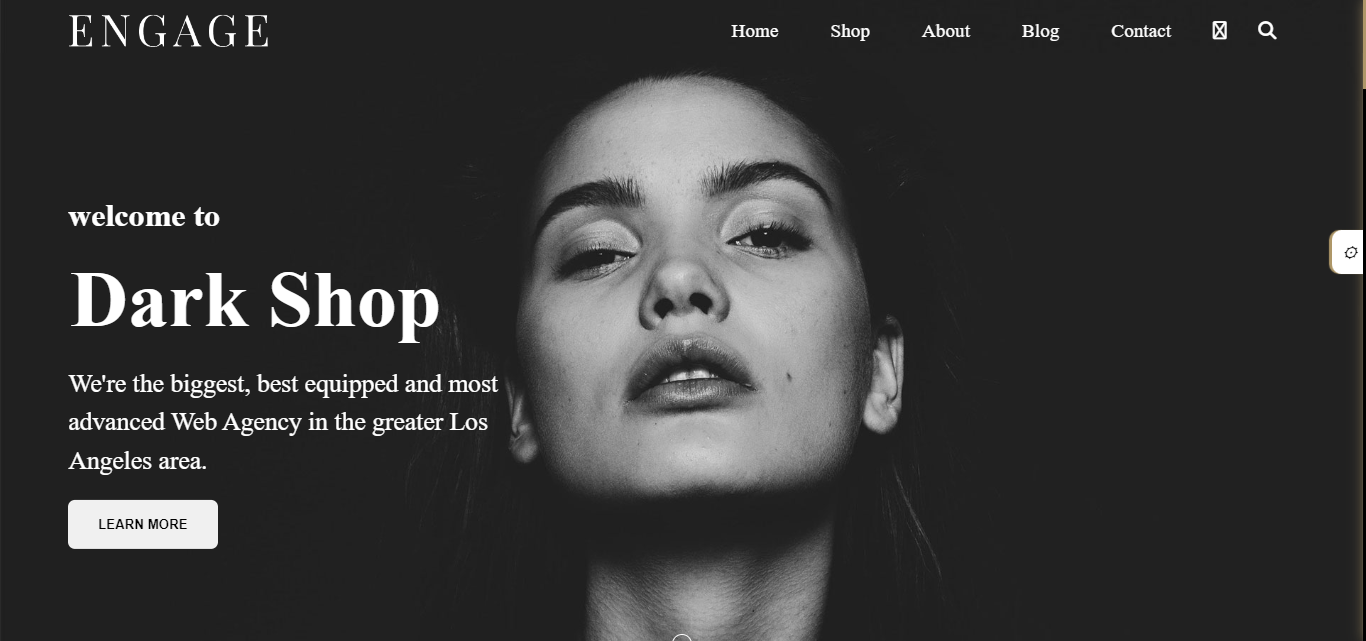 ENGAGE
Home Shop About Blog Contact
welcome to
Dark Shop
We're the biggest, best equipped and most
advanced Web Agency in the greater Los
Angeles area.
LEARN MORE